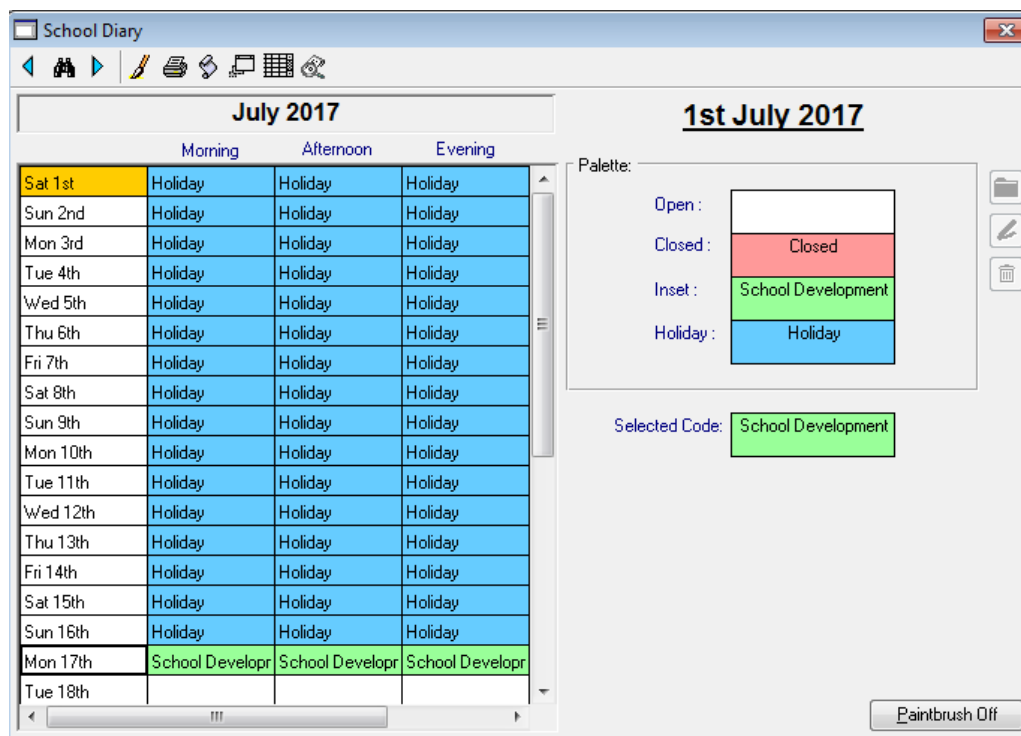 School Diary
July 2017
Morning Afternoon Evening
Sat 1st Holiday Holiday Holiday
Sun 2nd Holiday Holiday Holiday
Mon 3rd Holiday Holiday Holiday
Tue 4th Holiday Holiday Holiday
Wed 5th Holiday Holiday Holiday
Thu 6th Holiday Holiday Holiday
Fri 7th Holiday Holiday Holiday
Sat 8th Holiday Holiday Holiday
Sun 9th Holiday Holiday Holiday
Mon 10th Holiday Holiday Holiday
Tue 11th Holiday Holiday Holiday
Wed 12th Holiday Holiday Holiday
Thu 13th Holiday Holiday Holiday
Fri 14th Holiday Holiday Holiday
Sat 15th Holiday Holiday Holiday
Sun 16th Holiday Holiday Holiday
Mon 17th School Developr School Developr School Developr
Tue 18th
1st July 2017
Palette:
Open :
Closed : Closed
Inset : School Development
Holiday : Holiday
Selected Code: School Development
Paintbrush Off